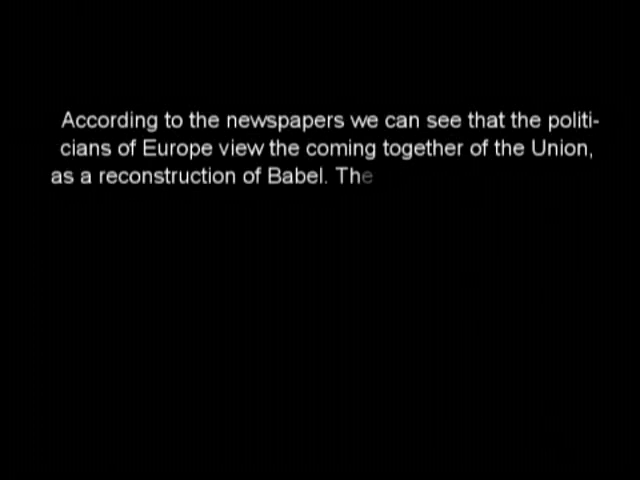 According to the newspapers we can see that the politi-
cians of Europe view the coming together of the Union,
as a reconstruction of Babel. The